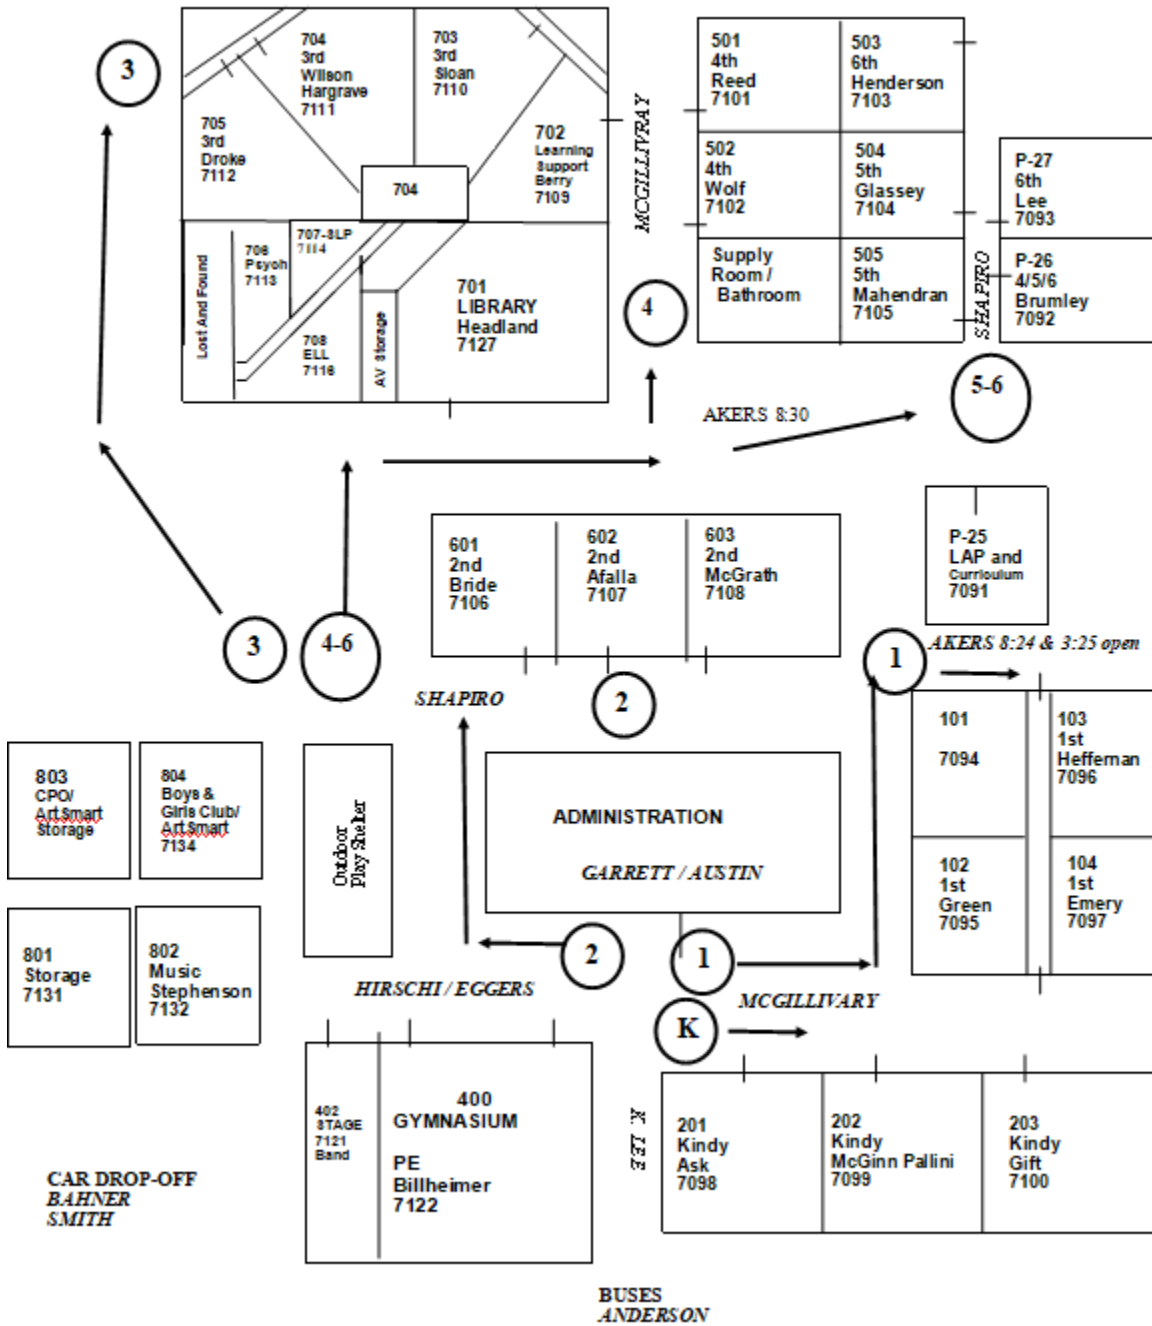 3
704
3rd
Wilson
Hargrave
7111
703
3rd
Sloan
7110
705
3rd
Droke
7112
702
Learning
Support
Berry
7109
704
Lost And Found
706
Psych
7113
707-SLP
7114
708
ELL
7116
AV Storage
701
LIBRARY
Headland
7127
MCGILLIVRAY
4
501
4th
Reed
7101
503
6th
Henderson
7103
502
4th
Wolf
7102
504
5th
Glassey
7104
Supply
Room /
Bathroom
505
5th
Mahendran
7105
SHAPIRO
P-27
6th
Lee
7093
P-26
4/5/6
Brumley
7092
5-6
AKERS 8:30
601
2nd
Bride
7106
602
2nd
Afalla
7107
603
2nd
McGrath
7108
P-25
LAP and
Curriculum
7091
3
4-6
SHAPIRO
2
1
AKERS 8:24 & 3:25 open
101
7094
103
1st
Heffernan
7096
102
1st
Green
7095
104
1st
Emery
7097
803
CPO/
ArtSmart
Storage
804
Boys &
Girls Club/
ArtSmart
7134
801
Storage
7131
802
Music
Stephenson
7132
Outdoor
Play Shelter
ADMINISTRATION
GARRETT / AUSTIN
2
1
HIRSCHI / EGGERS
MCGILLIVARY
K
402
STAGE
7121
Band
400
GYMNASIUM
PE
Billheimer
7122
K. LEE
201
Kindy
Ask
7098
202
Kindy
McGinn Pallini
7099
203
Kindy
Gift
7100
CAR DROP-OFF
BAHNER
SMITH
BUSES
ANDERSON